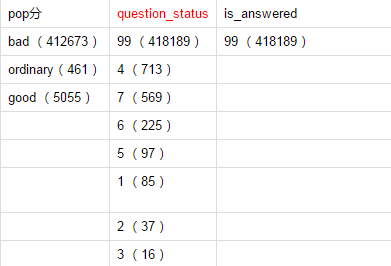 pop分 question_status is_answered
bad （412673） 99 （418189） 99 （418189）
ordinary（461） 4 （713）
good （5055） 7 （569）
6 （225）
5 （97）
1 （85）
2 （37）
3 （16）